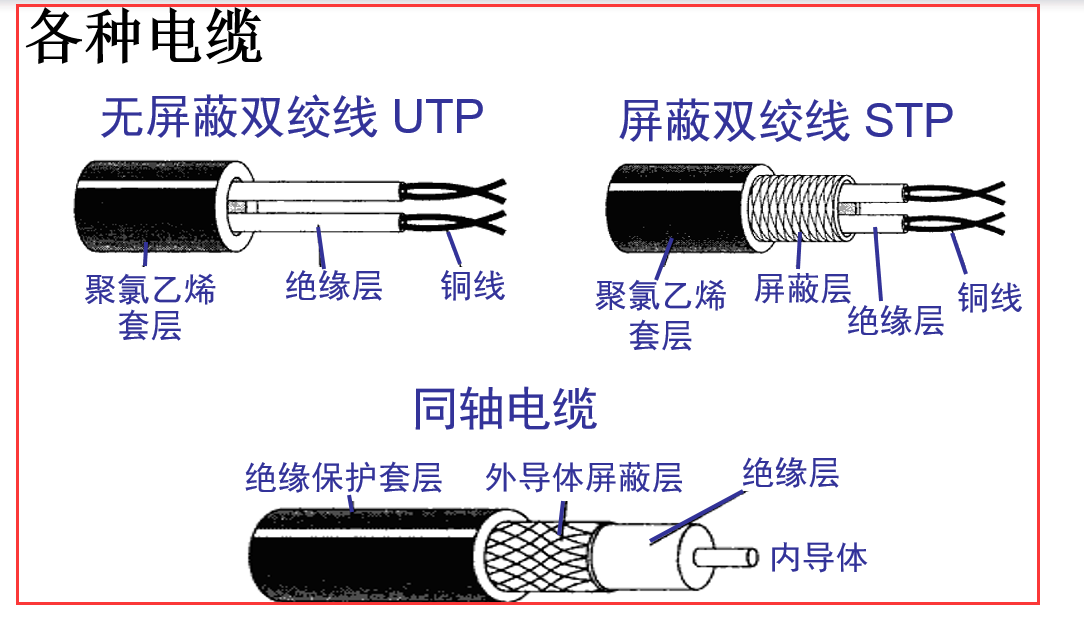 各种电缆
无屏蔽双绞线 UTP
屏蔽双绞线 STP
聚氯乙烯
套层
绝缘层
铜线
聚氯乙烯
套层
屏蔽层
绝缘层
铜线
同轴电缆
绝缘保护套层
外导体屏蔽层
绝缘层
内导体